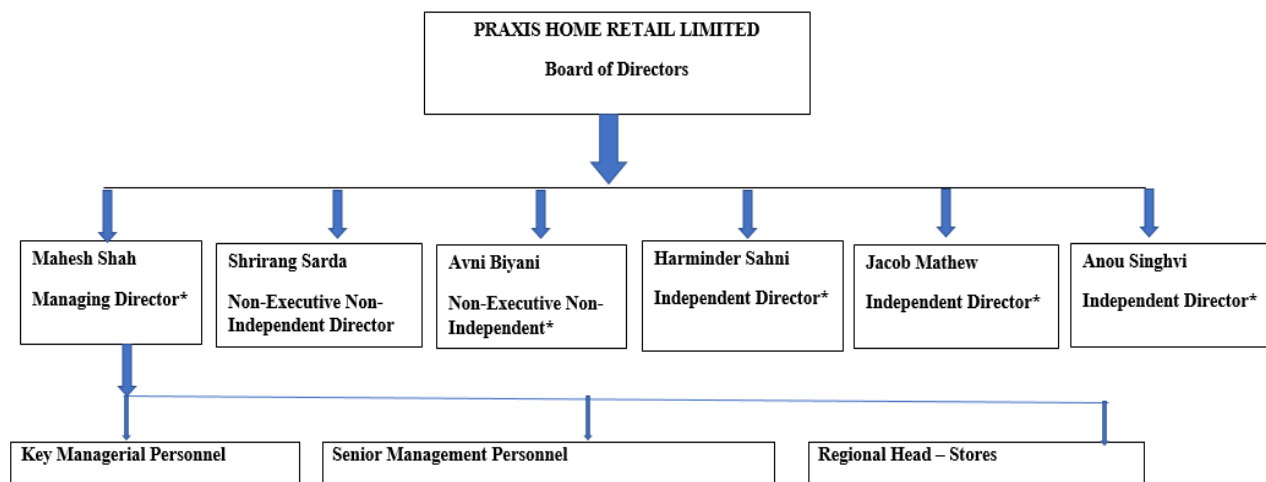 PRAXIS HOME RETAIL LIMITED
Board of Directors
Mahesh Shah
Managing Director*
Shrirang Sarda
Non-Executive Non-
Independent Director
Avni Biyani
Non-Executive Non-
Independent*
Harminder Sahni
Independent Director*
Jacob Mathew
Independent Director*
Anou Singhvi
Independent Director*
Key Managerial Personnel
Senior Management Personnel
Regional Head – Stores